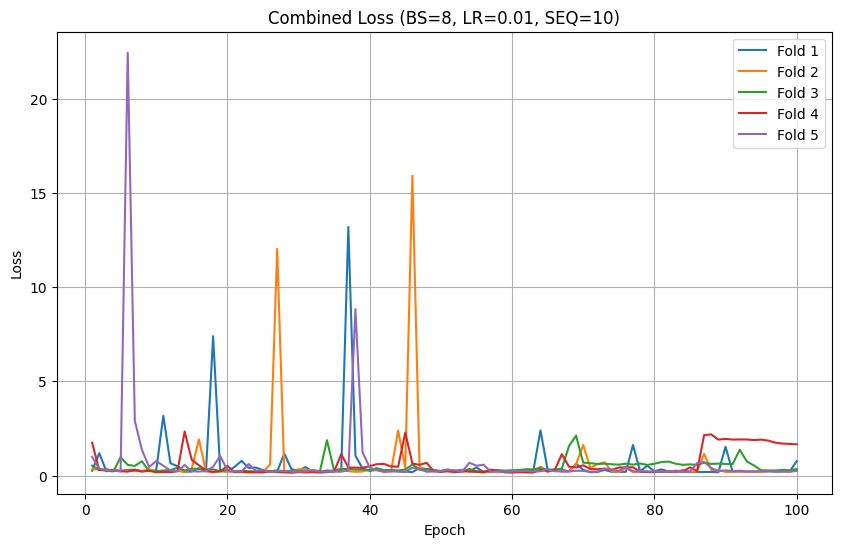 Combined Loss (BS=8, LR=0.01, SEQ=10)
Fold 1
Fold 2
Fold 3
Fold 4
Fold 5
Loss
20
15
10
5
0
0 20 40 60 80 100
Epoch